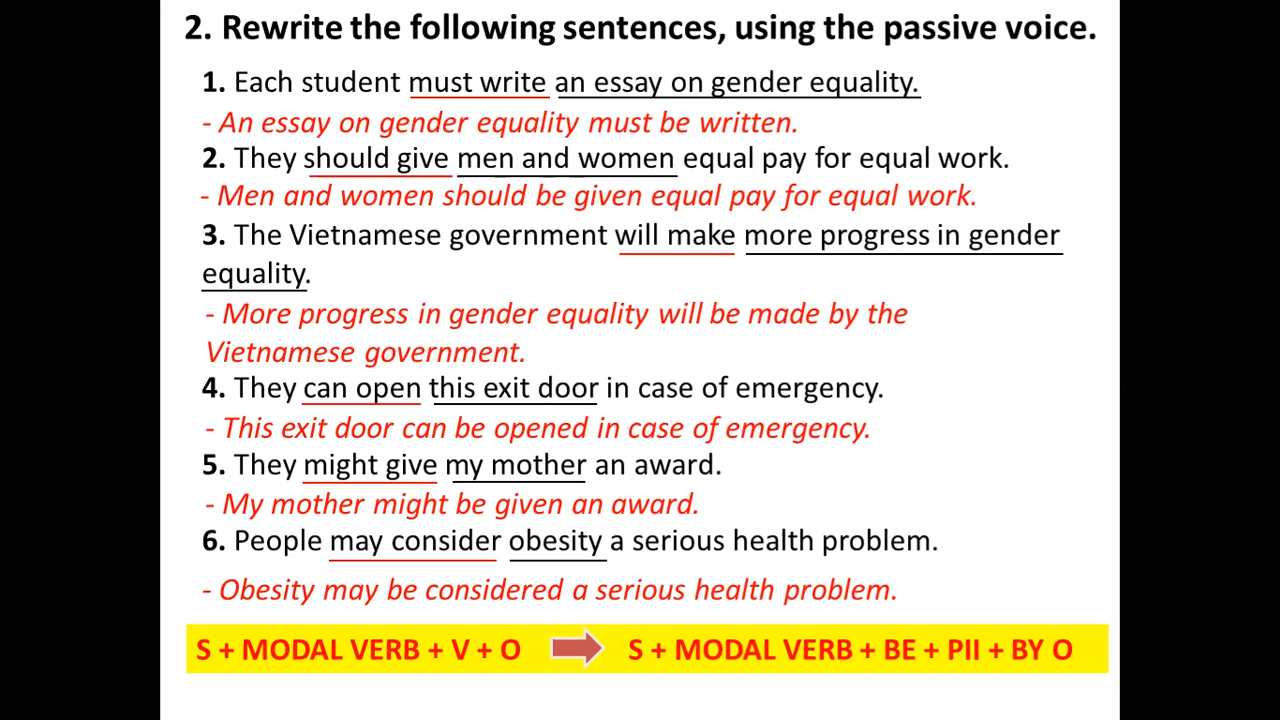 2. Rewrite the following sentences, using the passive voice.
1. Each student must write an essay on gender equality.
- An essay on gender equality must be written.
2. They should give men and women equal pay for equal work.
- Men and women should be given equal pay for equal work.
3. The Vietnamese government will make more progress in gender
equality.
- More progress in gender equality will be made by the
Vietnamese government.
4. They can open this exit door in case of emergency.
- This exit door can be opened in case of emergency.
5. They might give my mother an award.
- My mother might be given an award.
6. People may consider obesity a serious health problem.
- Obesity may be considered a serious health problem.
S + MODAL VERB + V + O S + MODAL VERB + BE + PII + BY O